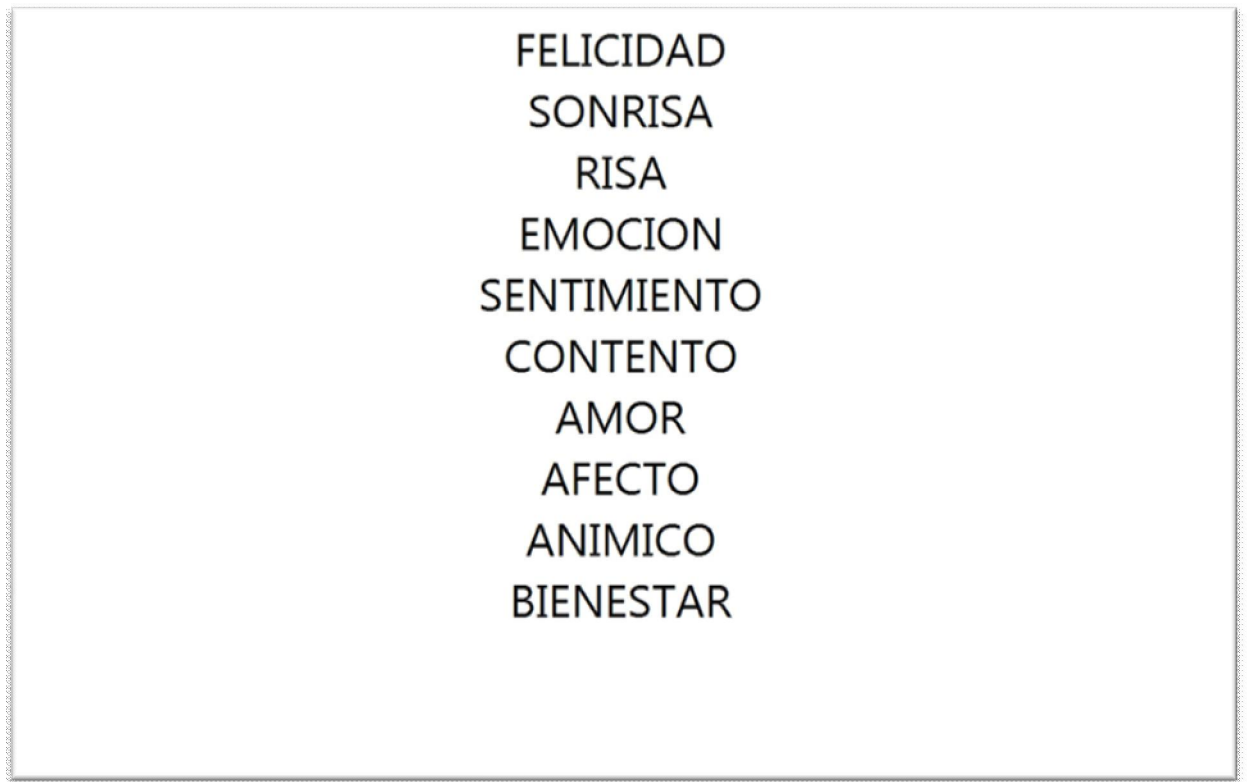 FELICIDAD
SONRISA
RISA
EMOCION
SENTIMIENTO
CONTENTO
AMOR
AFECTO
ANIMICO
BIENESTAR